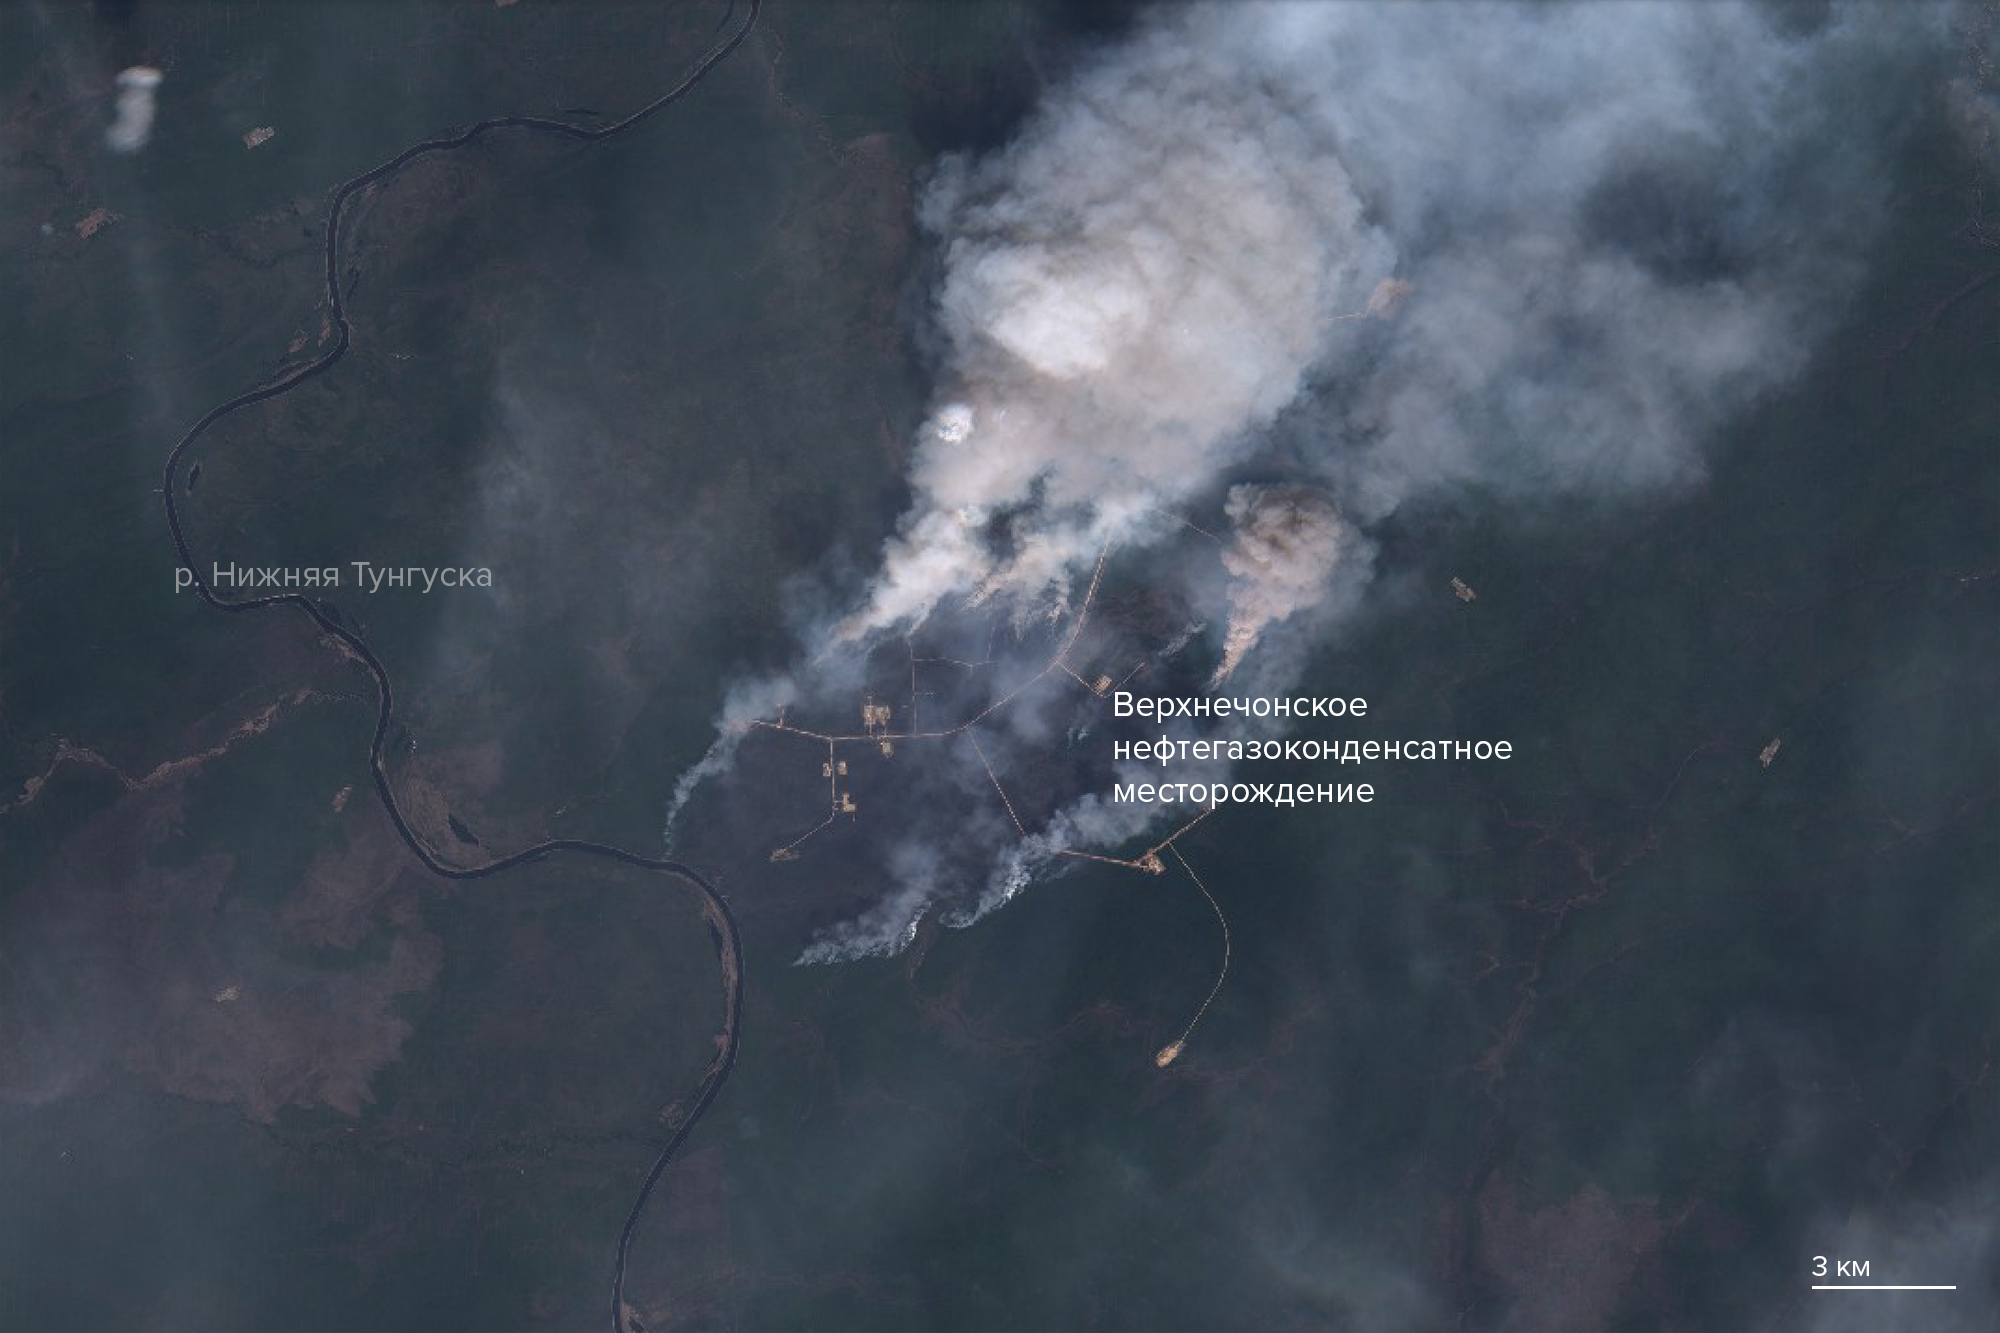 р. Нижняя Тунгуска
Верхнечонское
нефтегазоконденсатное
месторождение
3 км